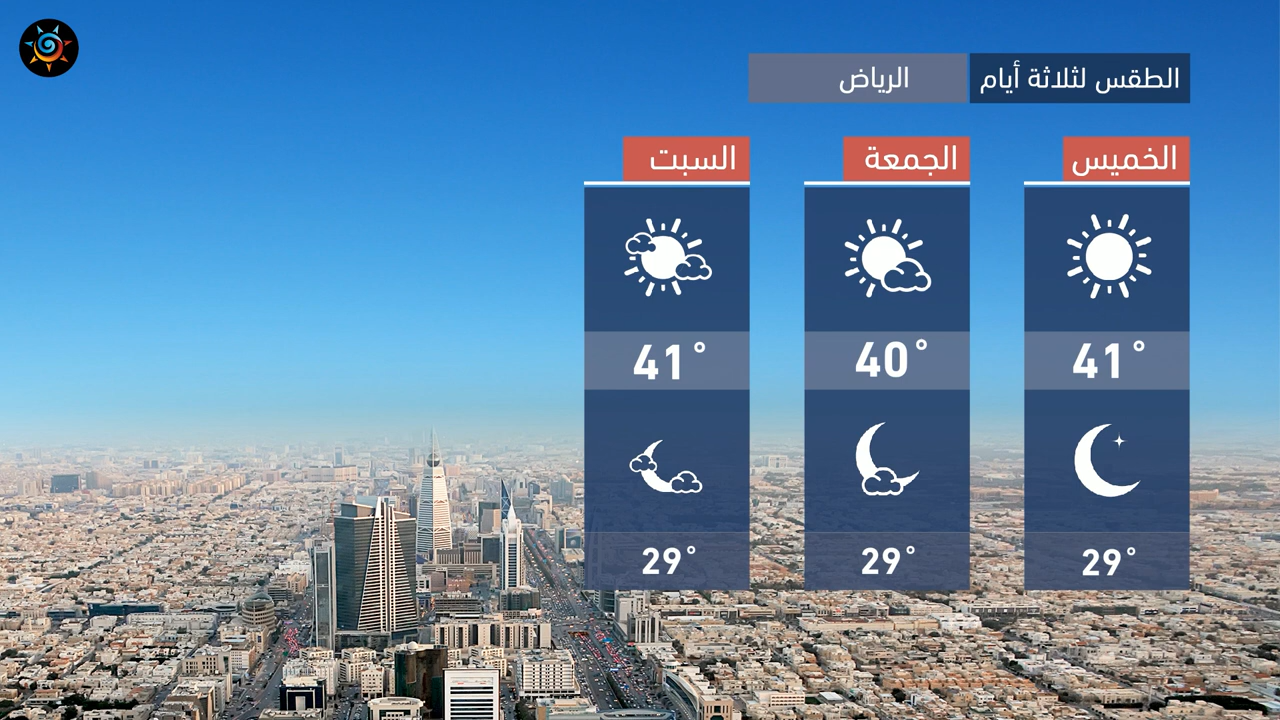 الطقس لثلاثة أيام
الرياض
الخميس
الجمعة
السبت
41°
40°
41°
29°
29°
29°